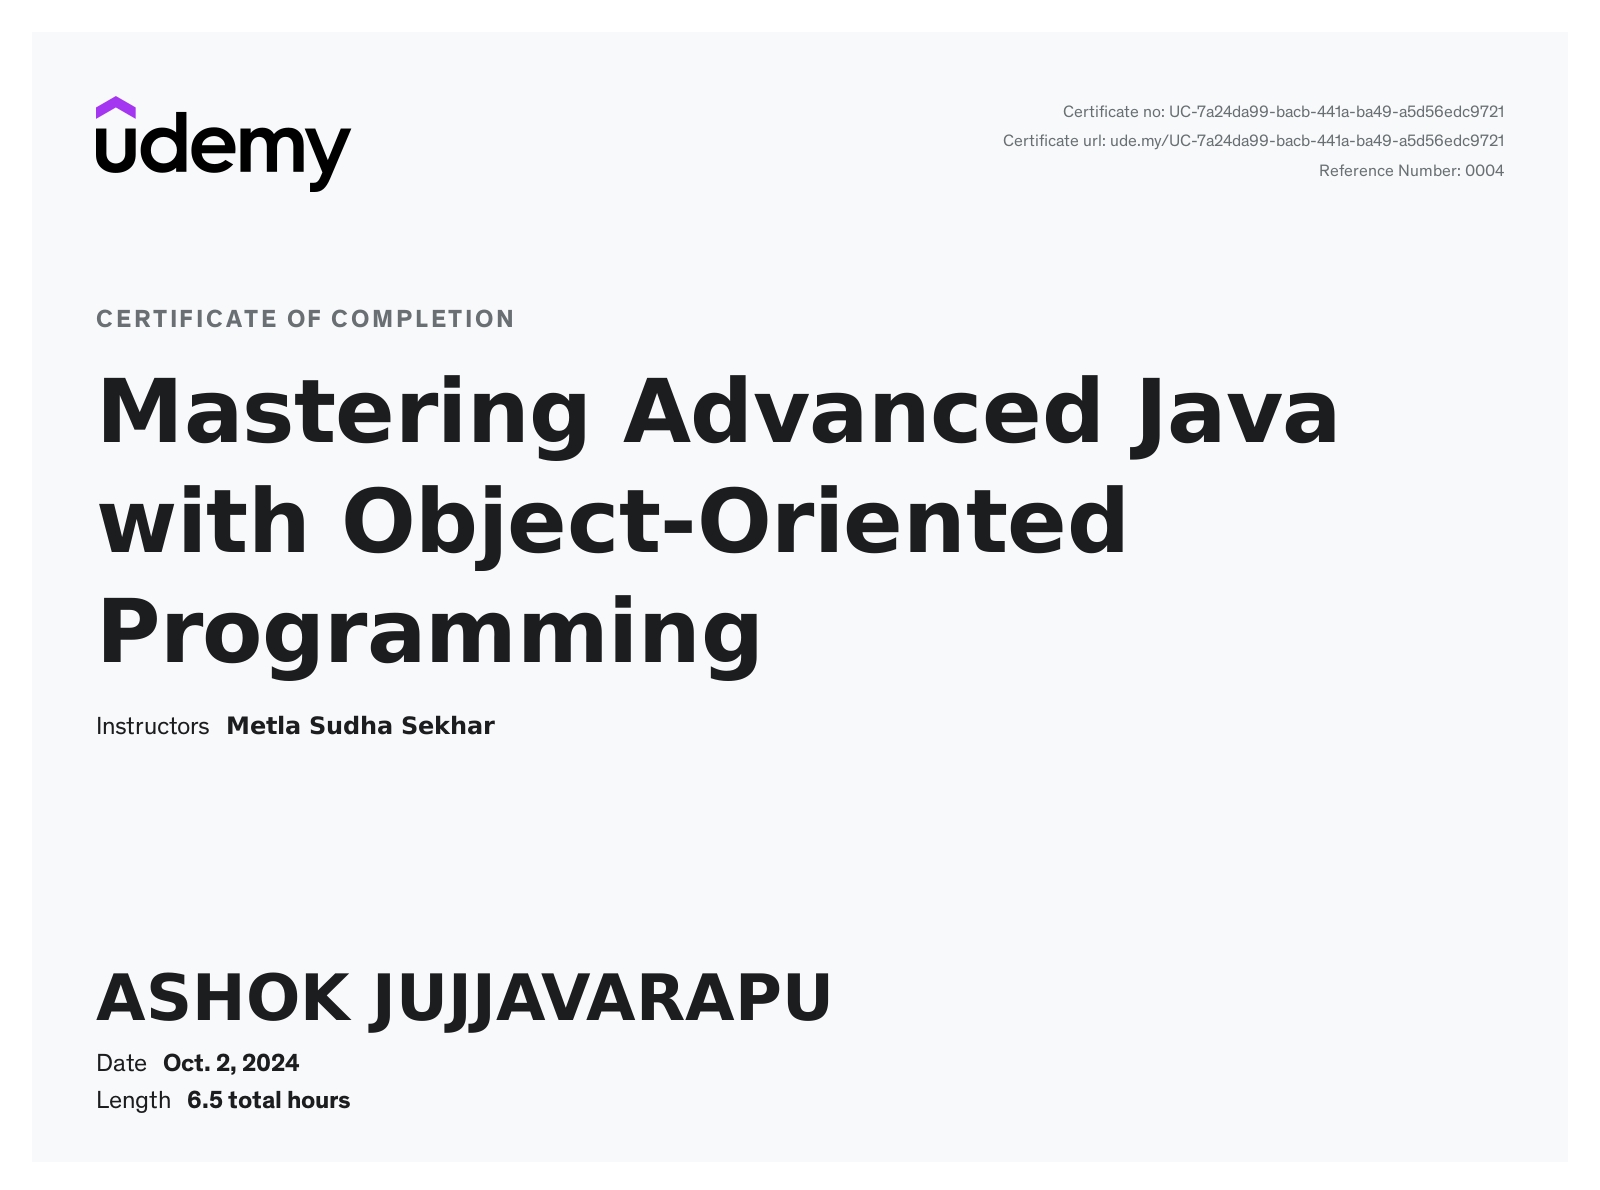 udemy
Certificate no: UC-7a24da99-bacb-441a-ba49-a5d56edc9721
Certificate url: ude.my/UC-7a24da99-bacb-441a-ba49-a5d56edc9721
Reference Number: 0004
CERTIFICATE OF COMPLETION
Mastering Advanced Java
with Object-Oriented
Programming
Instructors Metla Sudha Sekhar
ASHOK JUJJAVARAPU
Date Oct. 2, 2024
Length 6.5 total hours